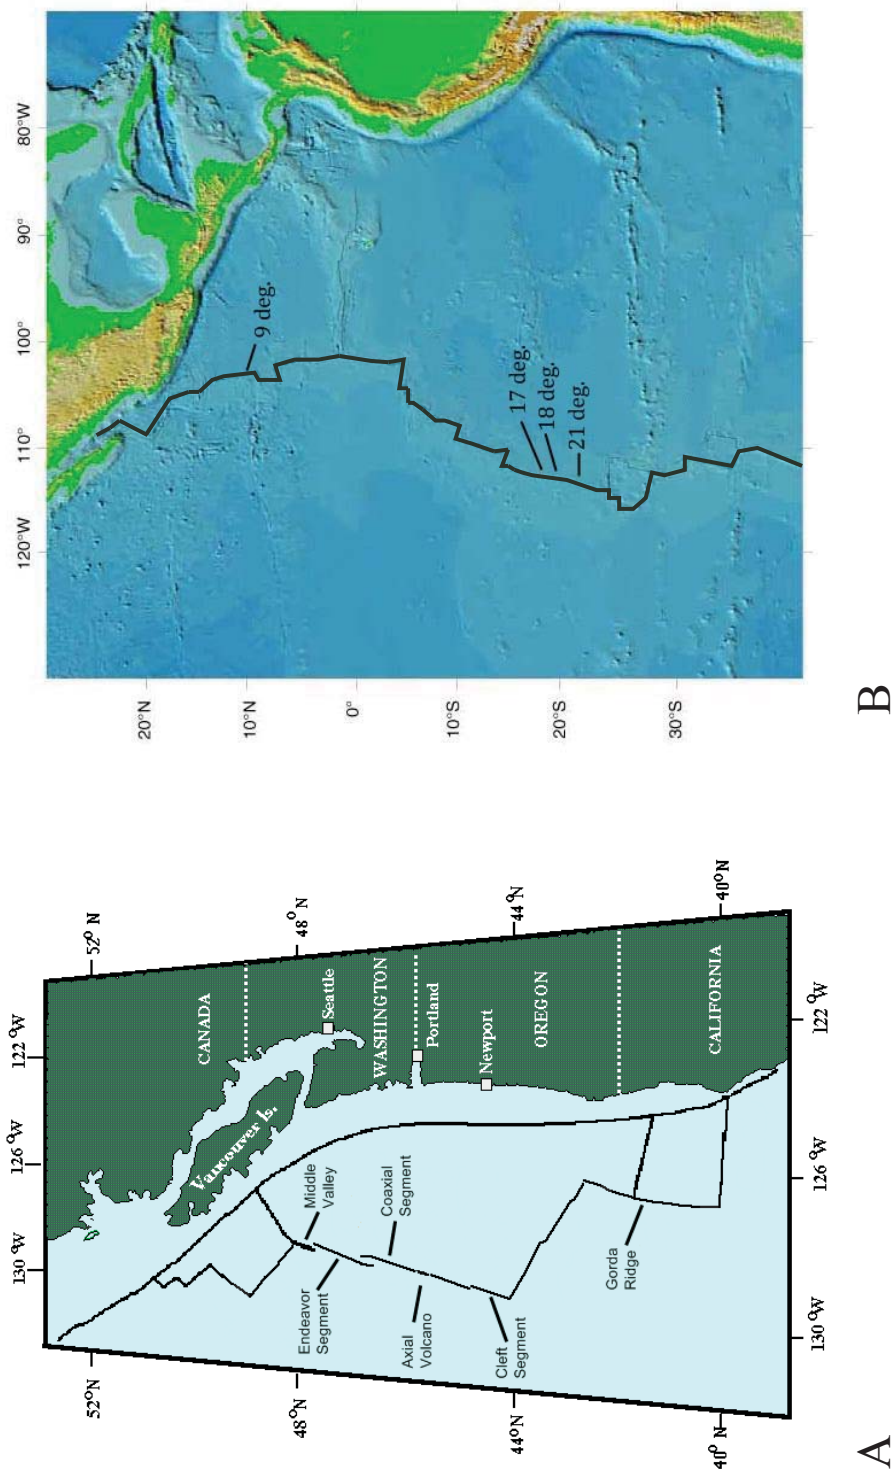 52° N
48° N
44° N
40° N
122 °W
126 °W
130 °W
CANADA
Vancouver Is.
Seattle
WASHINGTON
Portland
Newport
OREGON
CALIFORNIA
Middle
Valley
Endeavor
Segment
Coaxial
Segment
Axial
Volcano
Cleft
Segment
Gorda
Ridge
52°N
48°N
44°N
40° N
122 °W
126 °W
130 °W
A
120°W
110°
100°
90°
80°W
20°N
10°N
0°
10°S
20°S
30°S
9 deg.
17 deg.
18 deg.
21 deg.
B